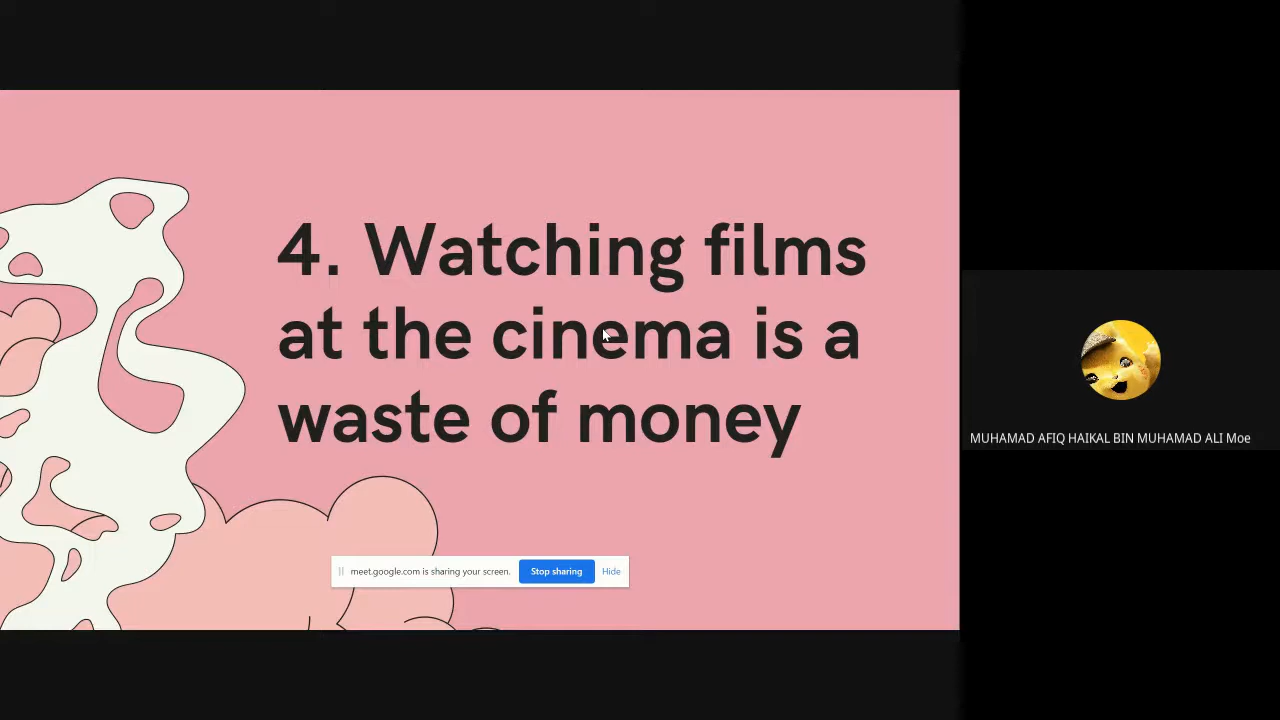 4. Watching films
at the cinema is a
waste of money
meet.google.com is sharing your screen. Stop sharing Hide
MUHAMAD AFIQ HAIKAL BIN MUHAMAD ALI Moe